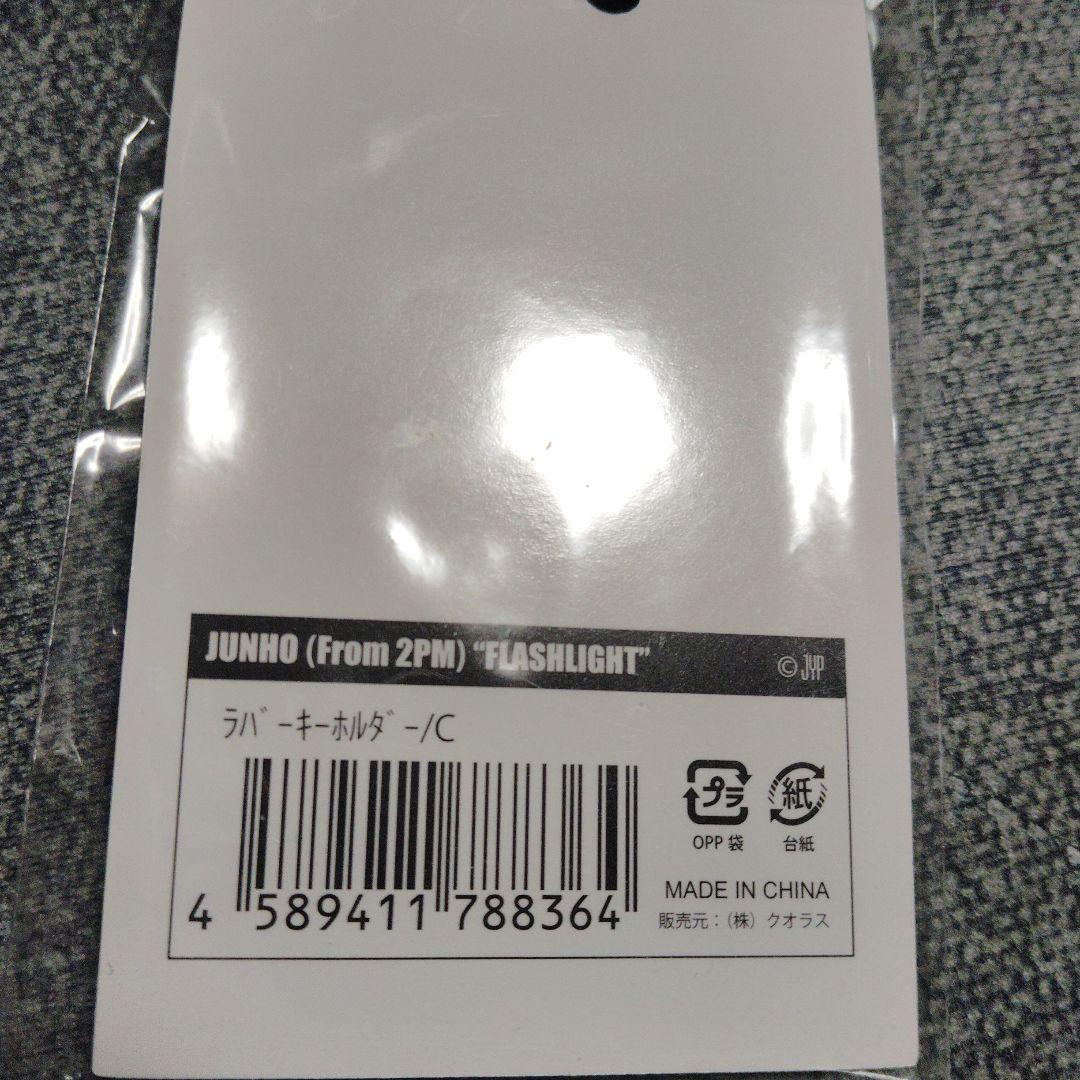 JUNHO (From 2PM) “FLASHLIGHT” ©JYP
ﾗﾊﾞｰｷｰﾎﾙﾀﾞｰ/C
プラ 紙
OPP 袋 台紙
MADE IN CHINA
販売元：（株）クオラス
4 589411 788364